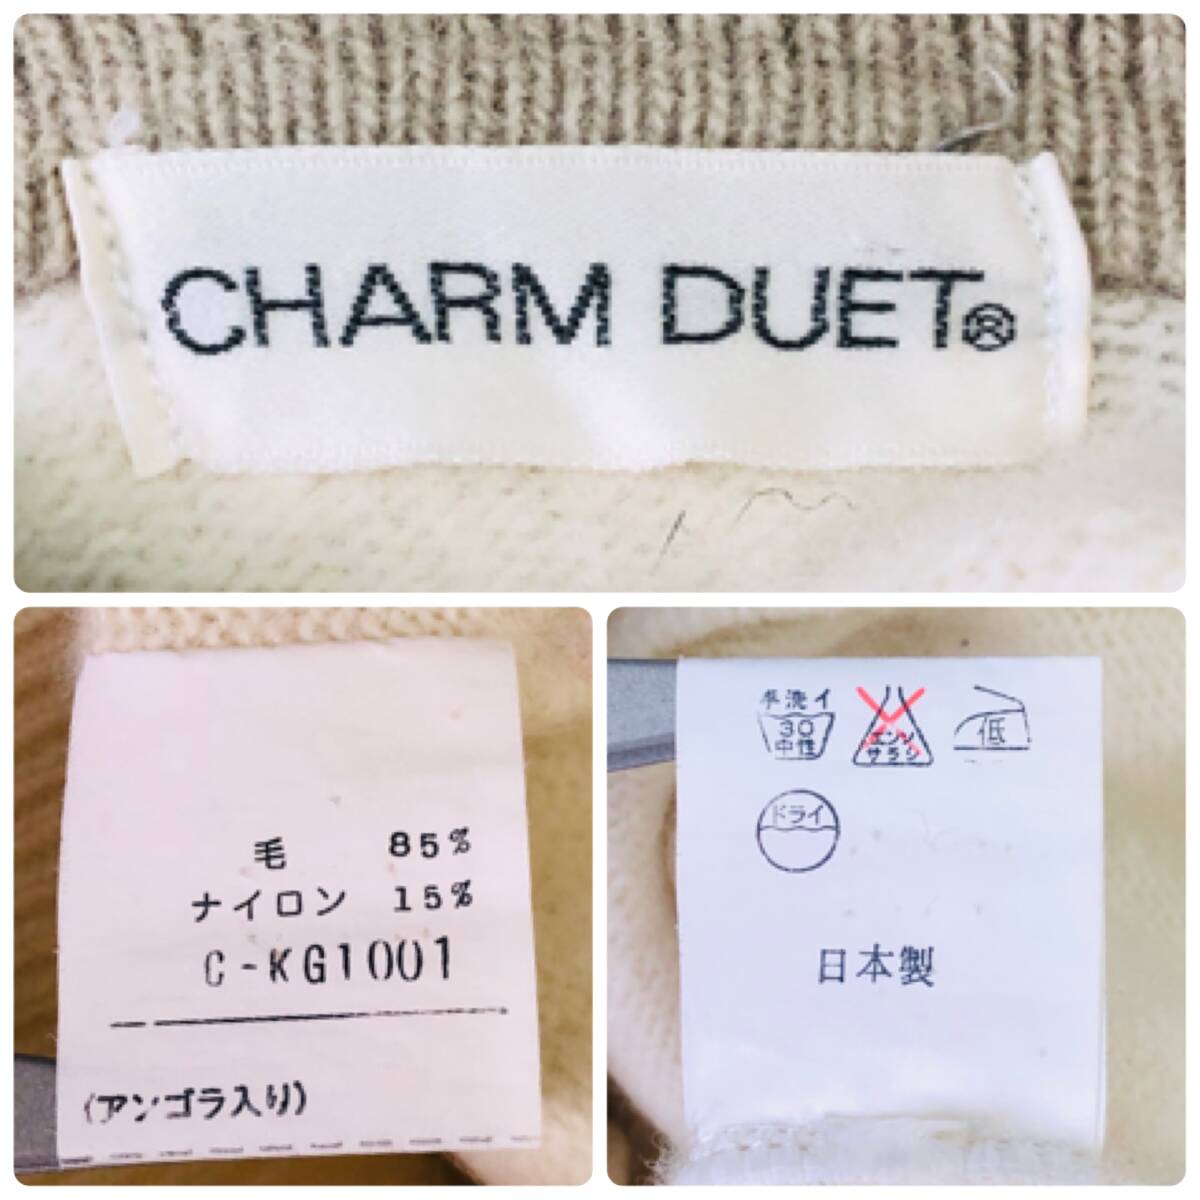 CHARM DUET®
毛 85%
ナイロン 15%
C-KG1001
(アンゴラ入り)
手洗イ
30
中性
エンソ
サラシ
低
ドライ
日本製